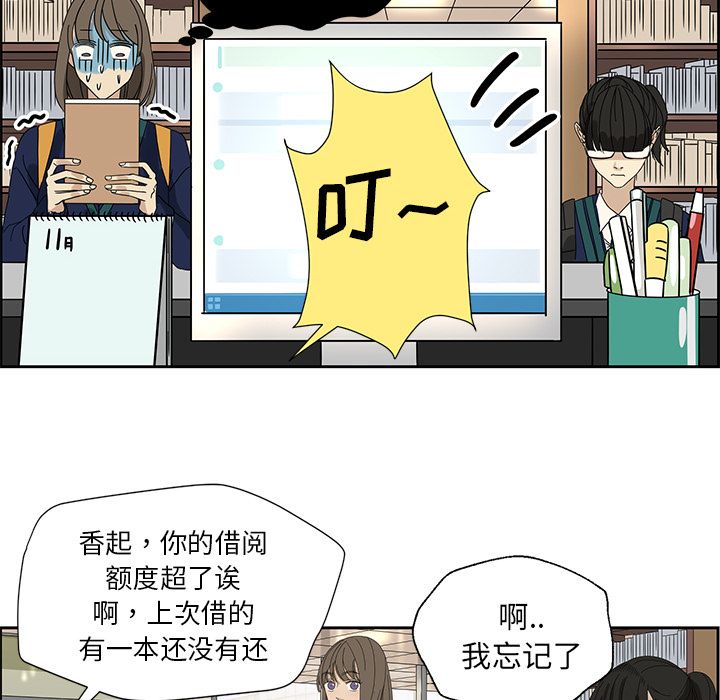 11月
叮~
香起，你的借阅
额度超了诶
啊，上次借的
有一本还没有还
啊..
我忘记了